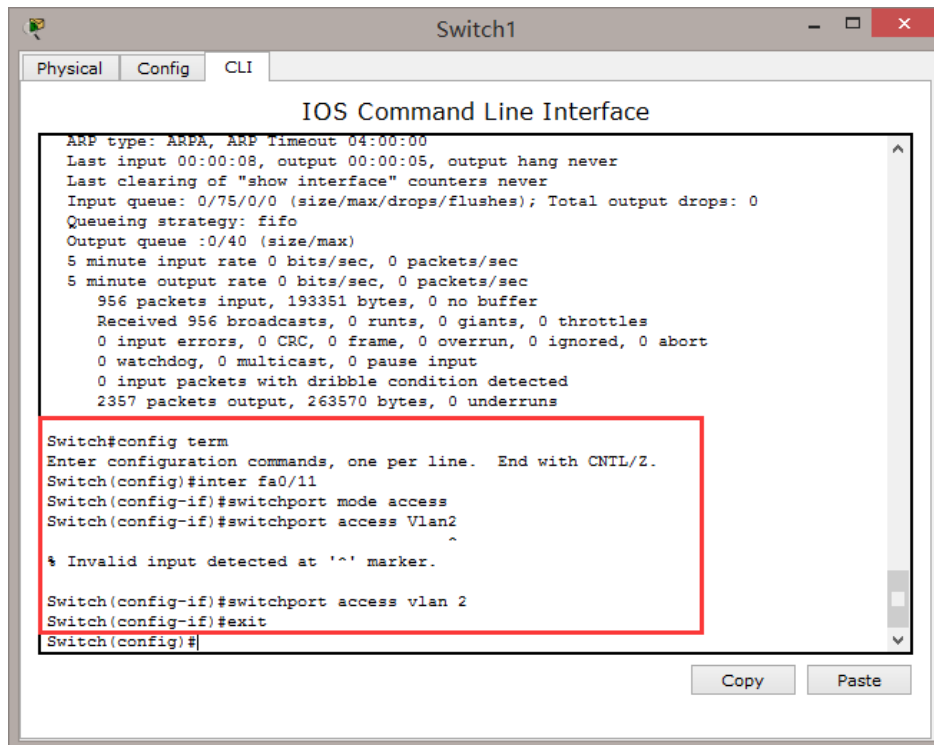 Switch1
Physical Config CLI
IOS Command Line Interface
ARP type: ARPA, ARP Timeout 04:00:00
Last input 00:00:08, output 00:00:05, output hang never
Last clearing of "show interface" counters never
Input queue: 0/75/0/0 (size/max/drops/flushes); Total output drops: 0
Queueing strategy: fifo
Output queue :0/40 (size/max)
5 minute input rate 0 bits/sec, 0 packets/sec
5 minute output rate 0 bits/sec, 0 packets/sec
956 packets input, 193351 bytes, 0 no buffer
Received 956 broadcasts, 0 runts, 0 giants, 0 throttles
0 input errors, 0 CRC, 0 frame, 0 overrun, 0 ignored, 0 abort
0 watchdog, 0 multicast, 0 pause input
0 input packets with dribble condition detected
2357 packets output, 263570 bytes, 0 underruns
Switch#config term
Enter configuration commands, one per line.  End with CNTL/Z.
Switch(config)#inter fa0/11
Switch(config-if)#switchport mode access
Switch(config-if)#switchport access Vlan2
^
% Invalid input detected at '^' marker.
Switch(config-if)#switchport access vlan 2
Switch(config-if)#exit
Switch(config)#
Copy Paste